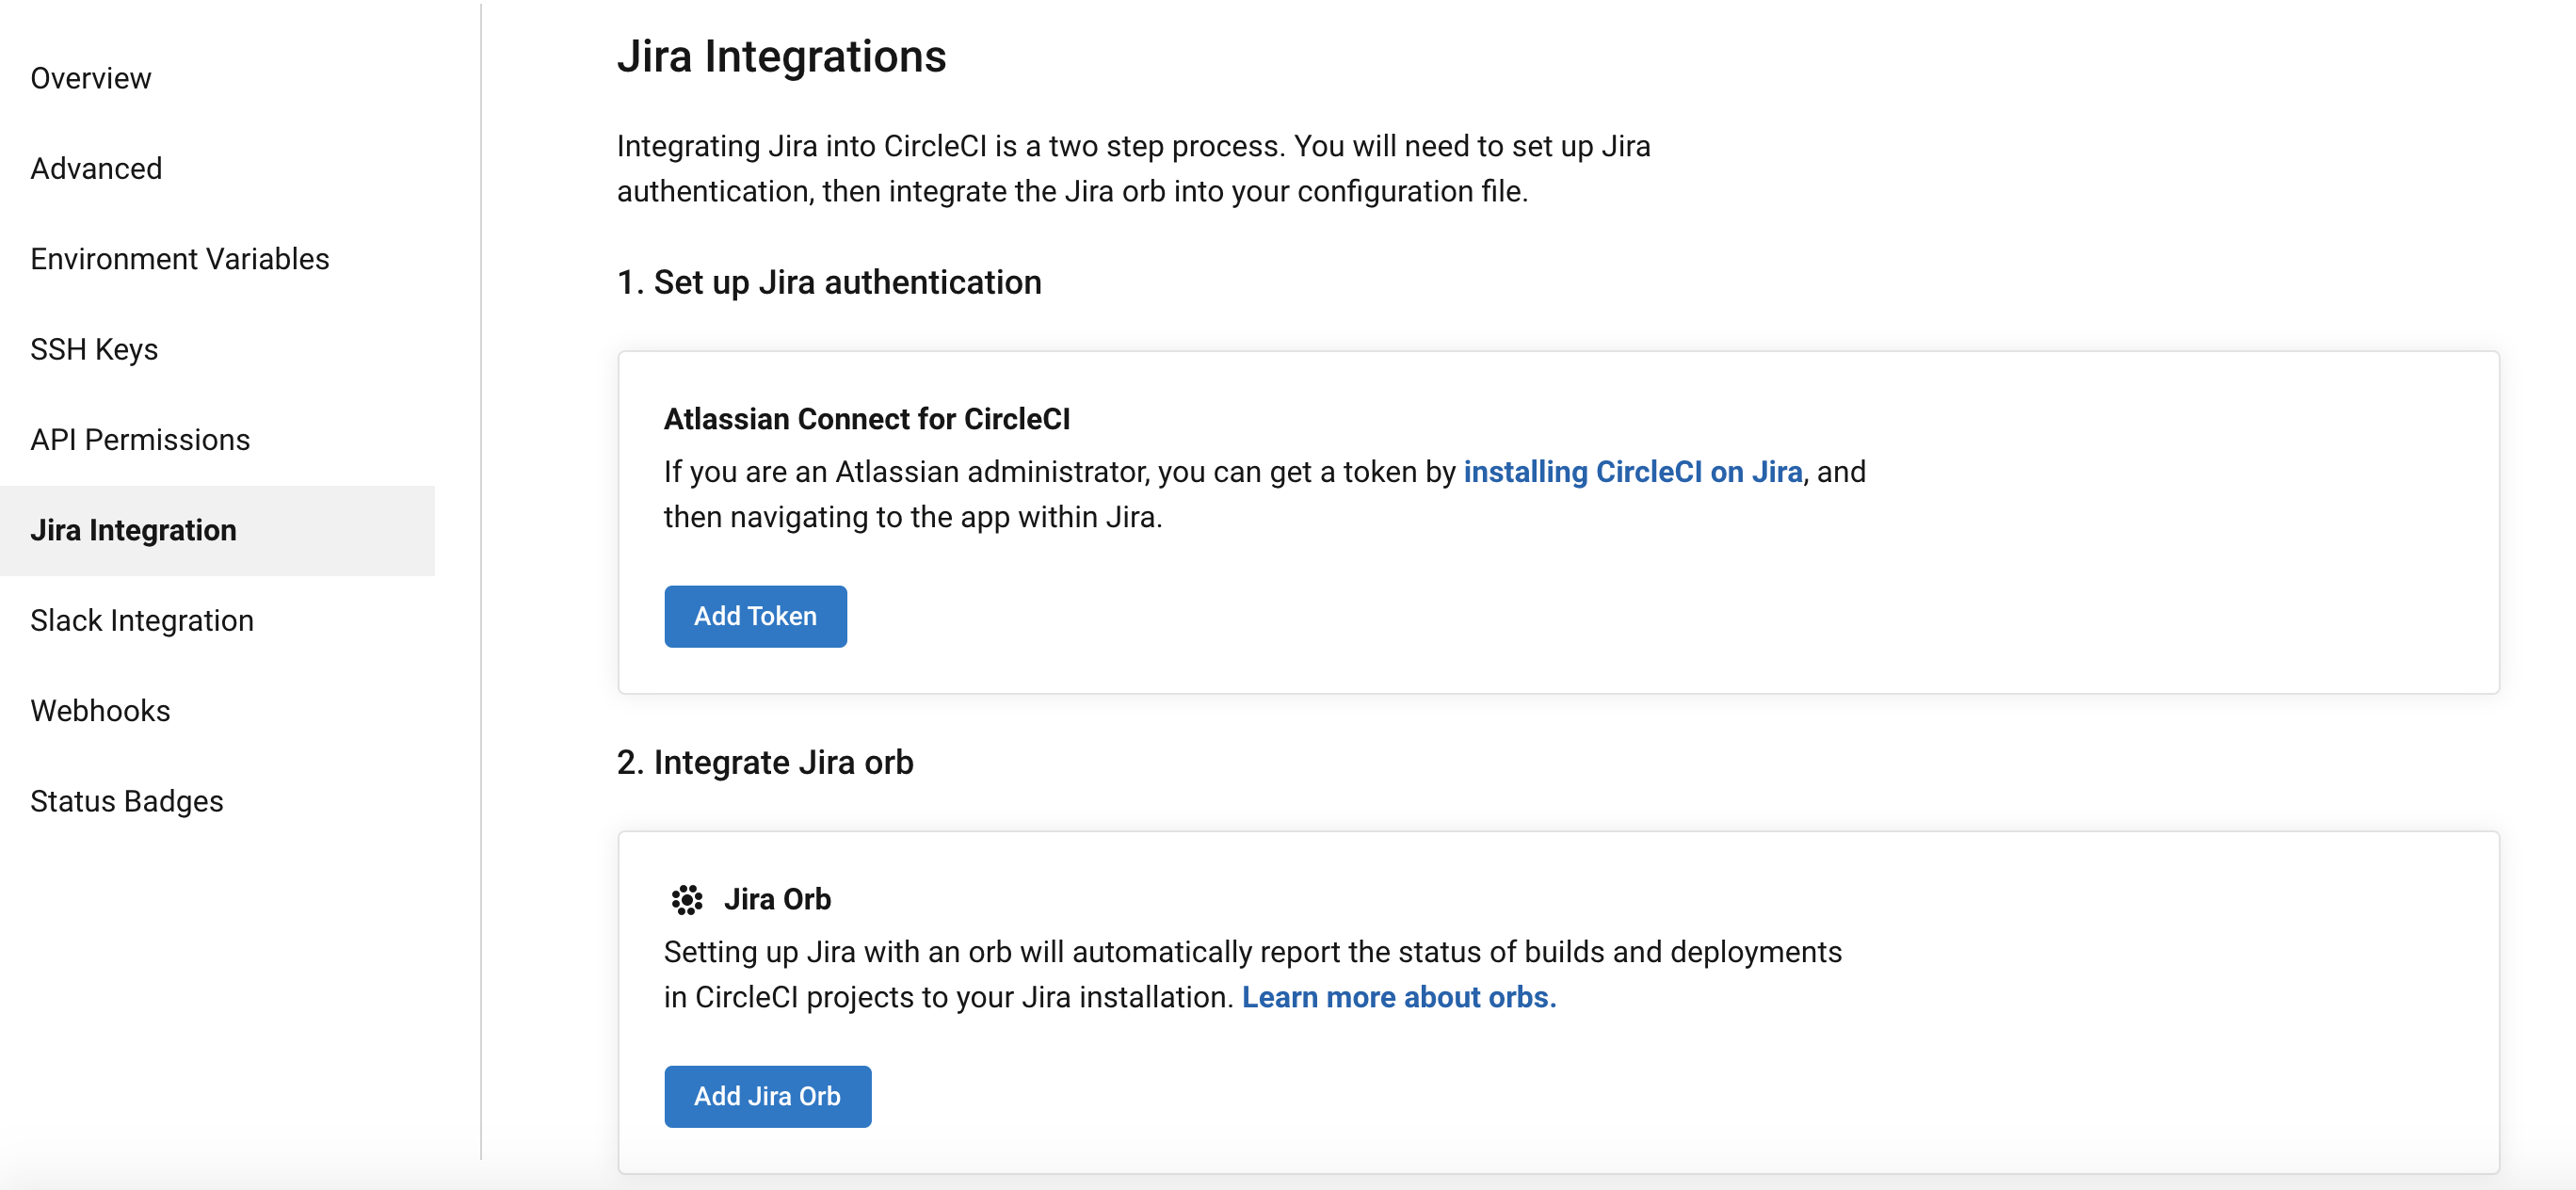 Overview
Advanced
Environment Variables
SSH Keys
API Permissions
Jira Integration
Slack Integration
Webhooks
Status Badges
Jira Integrations
Integrating Jira into CircleCI is a two step process. You will need to set up Jira
authentication, then integrate the Jira orb into your configuration file.
1. Set up Jira authentication
Atlassian Connect for CircleCI
If you are an Atlassian administrator, you can get a token by installing CircleCI on Jira, and
then navigating to the app within Jira.
Add Token
2. Integrate Jira orb
Jira Orb
Setting up Jira with an orb will automatically report the status of builds and deployments
in CircleCI projects to your Jira installation. Learn more about orbs.
Add Jira Orb